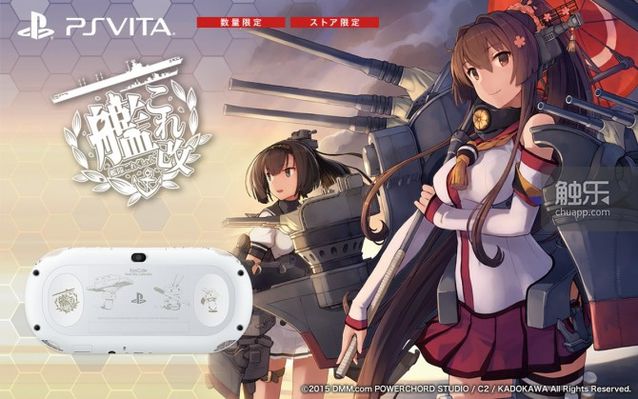 PSVITA
数量限定
ストア限定
艦これ改
触乐
chuapp.com
©2015 DMM.com POWERCHORD STUDIO / C2 / KADOKAWA All Rights Reserved.